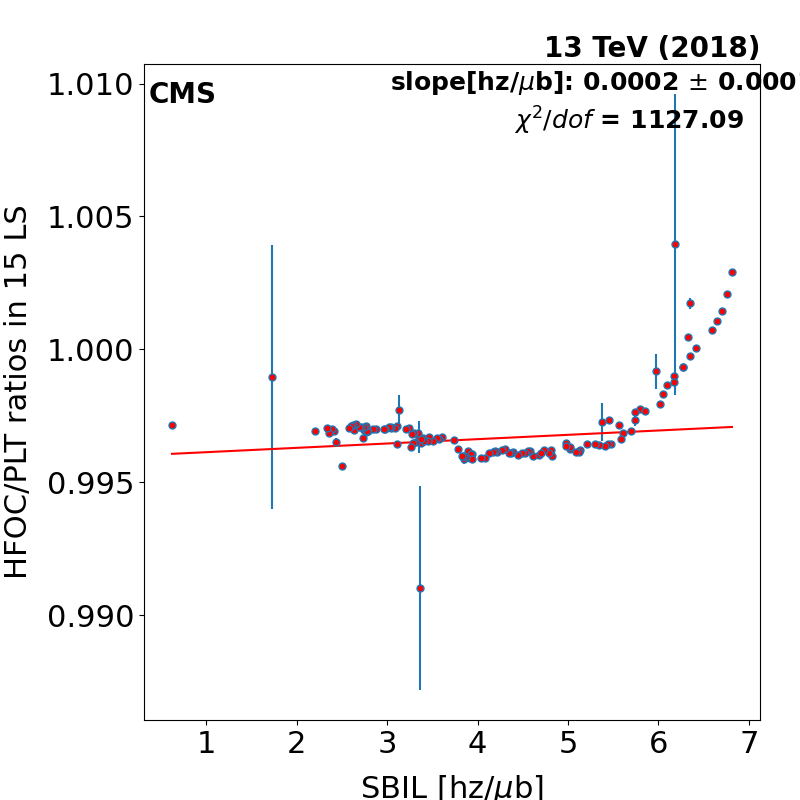 13 TeV (2018)
CMS
slope[hz/μb]: 0.0002 ± 0.000
χ²/dof = 1127.09
HFOC/PLT ratios in 15 LS
1.010
1.005
1.000
0.995
0.990
1 2 3 4 5 6 7
SBIL [hz/μb]